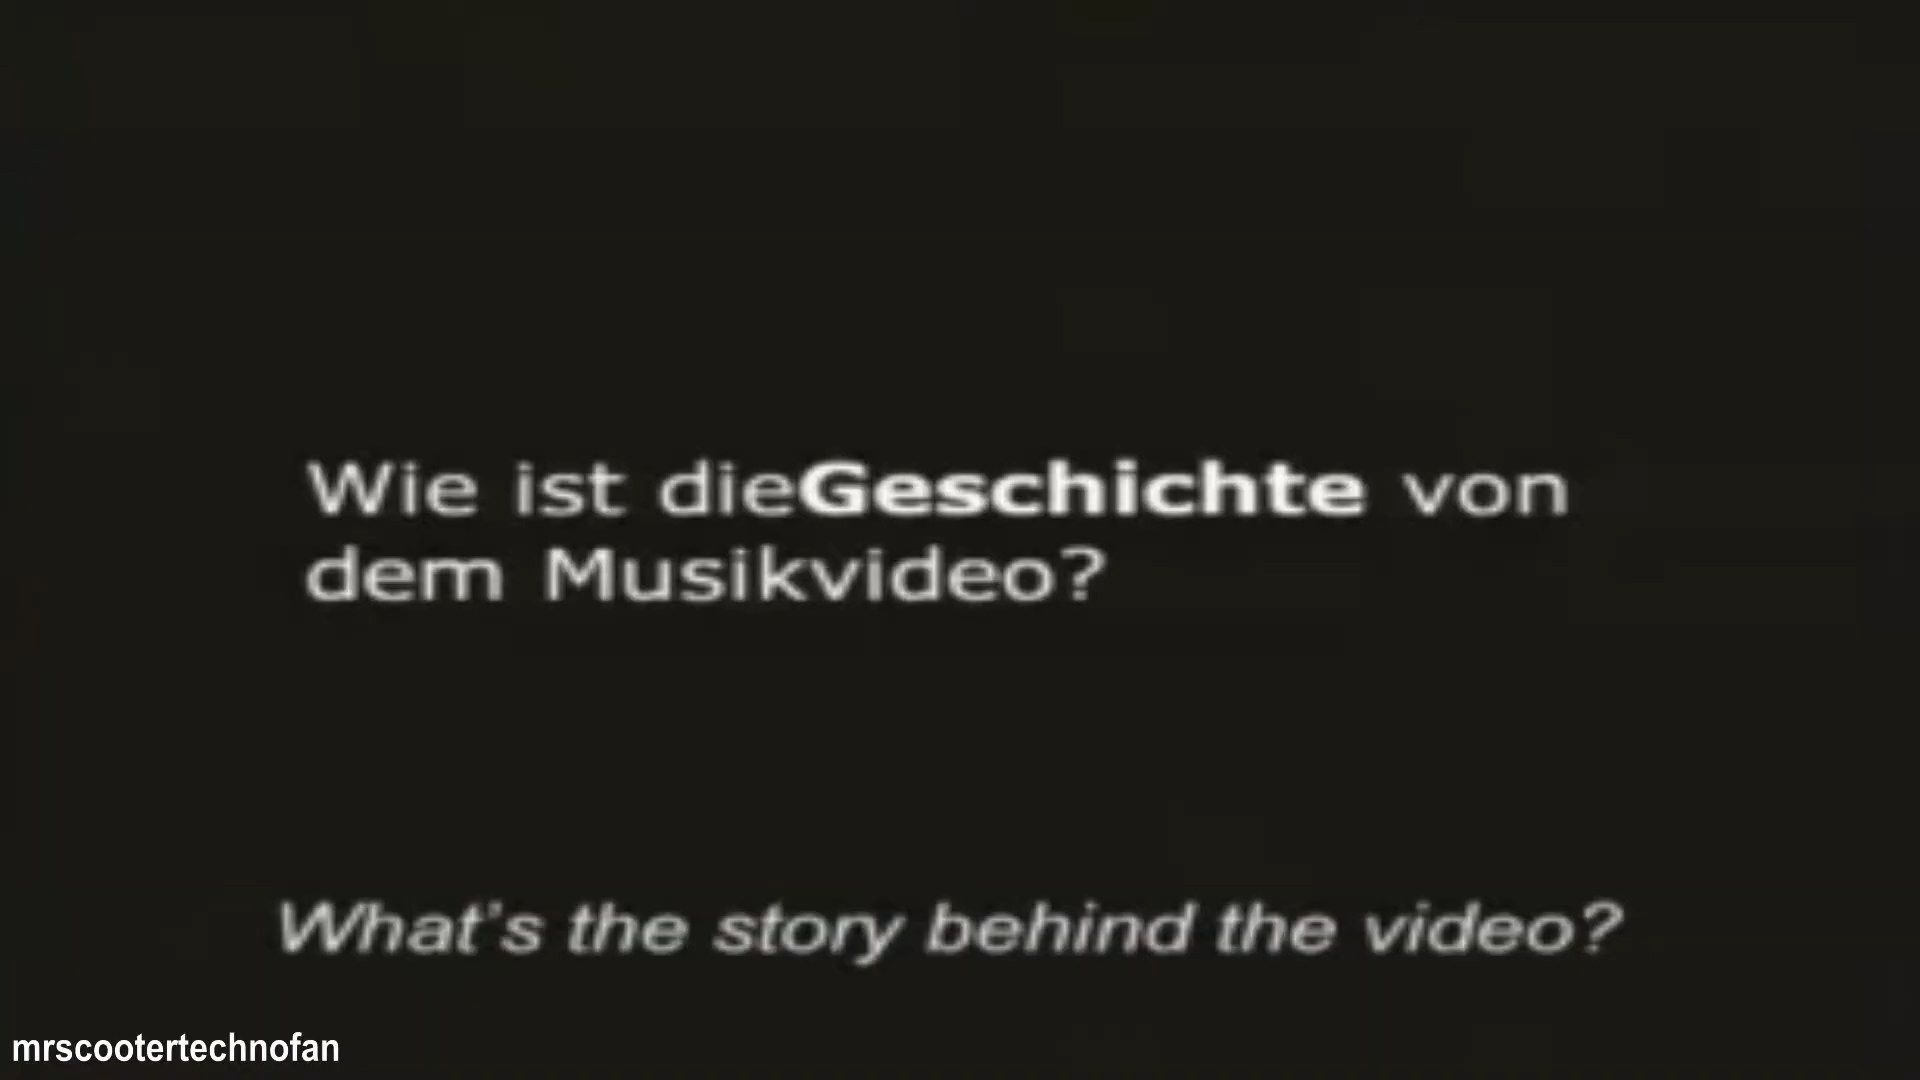 Wie ist dieGeschichte von
dem Musikvideo?
What's the story behind the video?
mrscootertechnofan